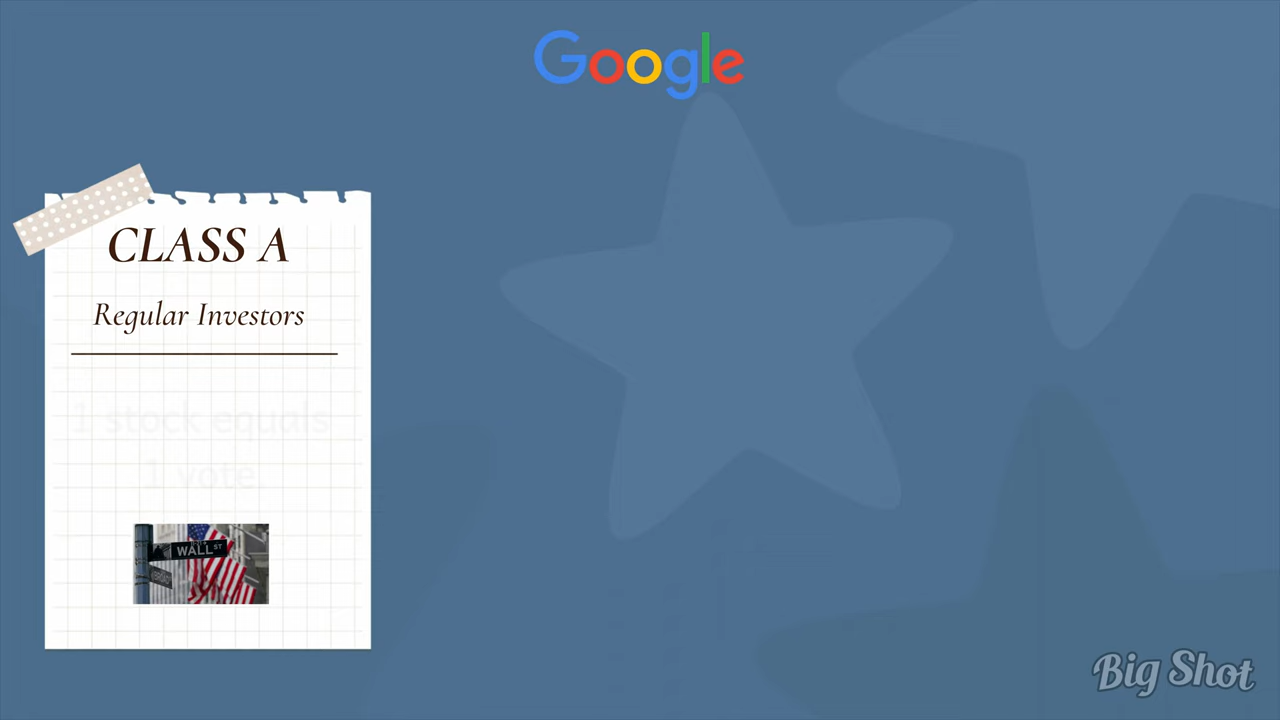 Google
CLASS A
Regular Investors
1 stock equals
1 vote
WALL ST
Big Shot